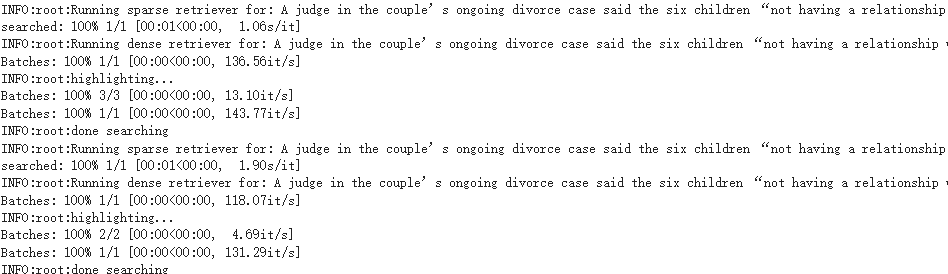 INFO:root:Running sparse retriever for: A judge in the couple’s ongoing divorce case said the six children “not having a relationship
searched: 100% 1/1 [00:01<00:00,  1.06s/it]
INFO:root:Running dense retriever for: A judge in the couple’s ongoing divorce case said the six children “not having a relationship
Batches: 100% 1/1 [00:00<00:00, 136.56it/s]
INFO:root:highlighting...
Batches: 100% 3/3 [00:00<00:00, 13.10it/s]
Batches: 100% 1/1 [00:00<00:00, 143.77it/s]
INFO:root:done searching
INFO:root:Running sparse retriever for: A judge in the couple’s ongoing divorce case said the six children “not having a relationship
searched: 100% 1/1 [00:01<00:00,  1.90s/it]
INFO:root:Running dense retriever for: A judge in the couple’s ongoing divorce case said the six children “not having a relationship
Batches: 100% 1/1 [00:00<00:00, 118.07it/s]
INFO:root:highlighting...
Batches: 100% 2/2 [00:00<00:00,  4.69it/s]
Batches: 100% 1/1 [00:00<00:00, 131.29it/s]
INFO:root:done searching